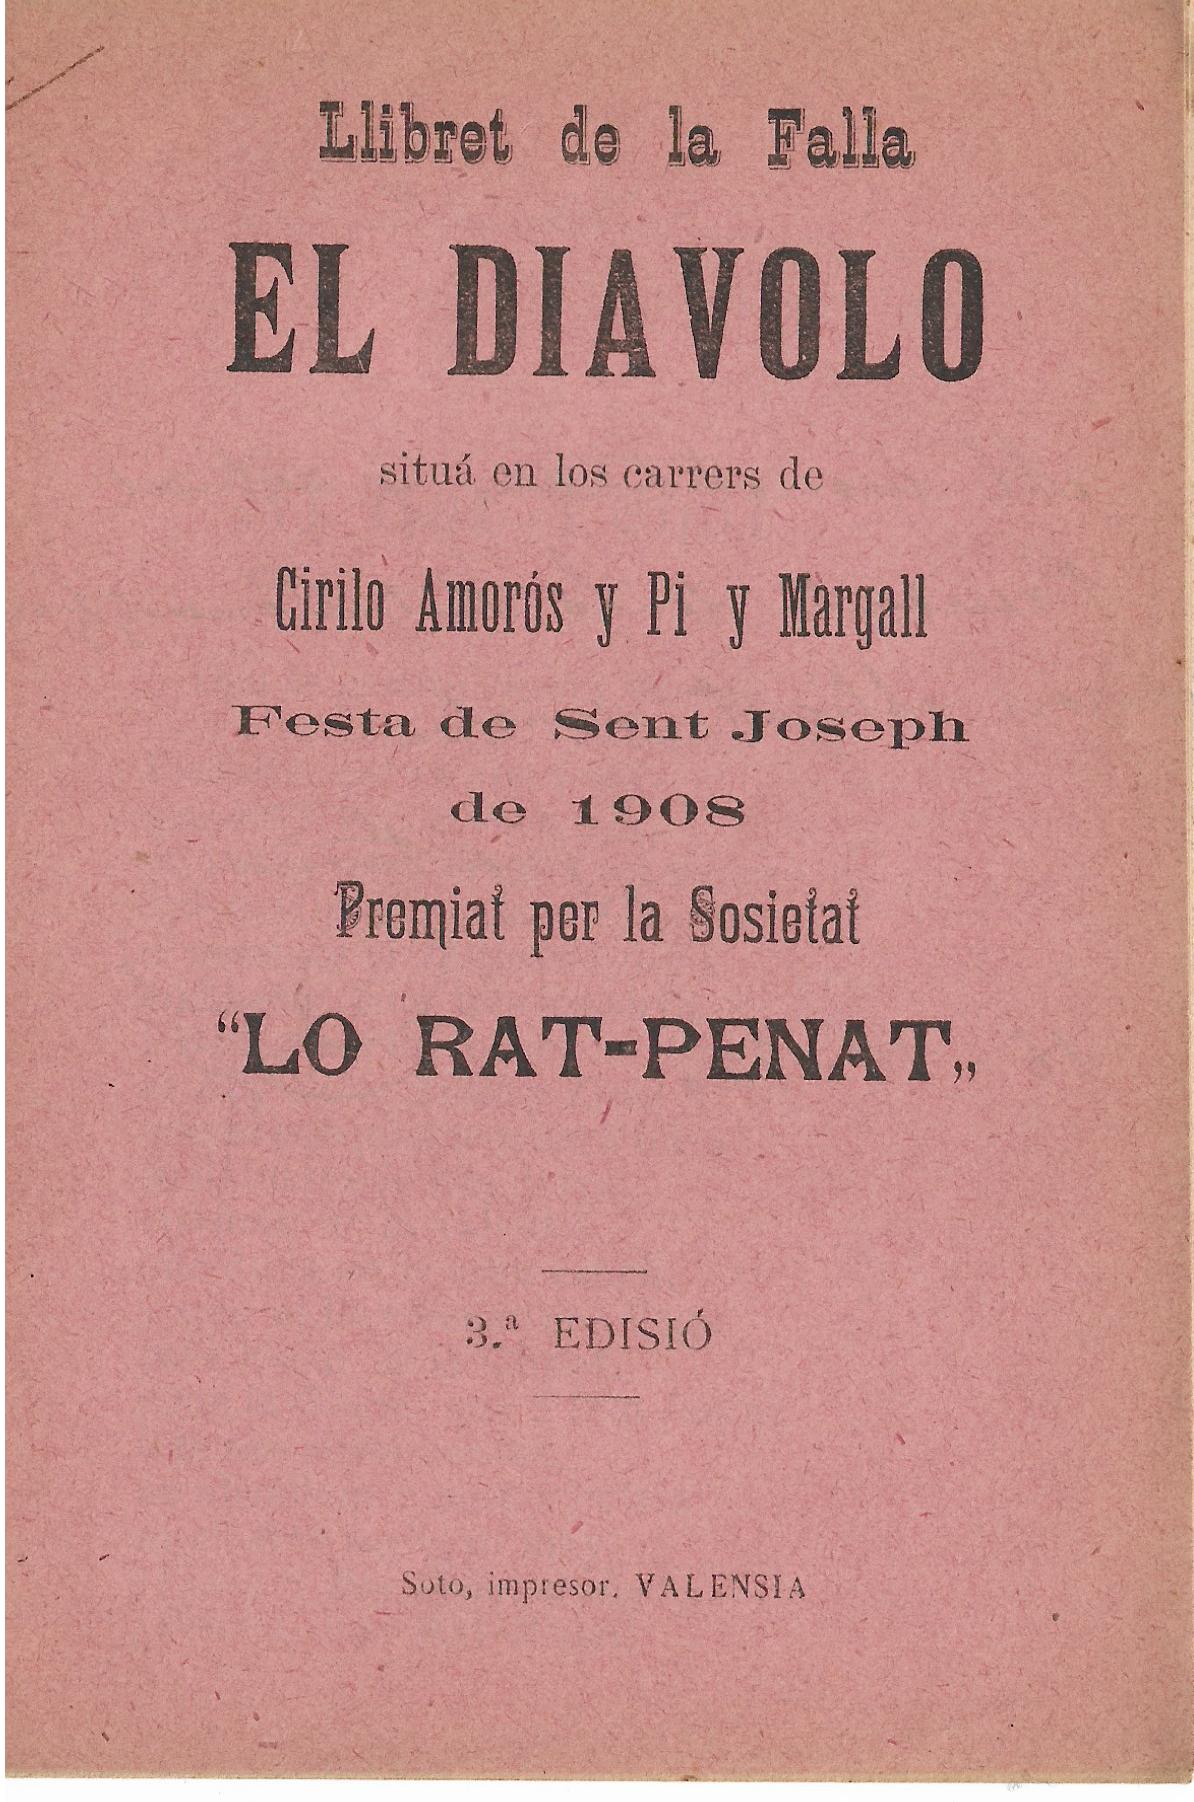 Llibret de la Falla
EL DIAVOLO
situá en los carrers de
Cirilo Amorós y Pi y Margall
Festa de Sent Joseph
de 1908
Premiat per la Sosietat
“LO RAT-PENAT„
3.ª EDISIÓ
Soto, impresor. VALENSIA